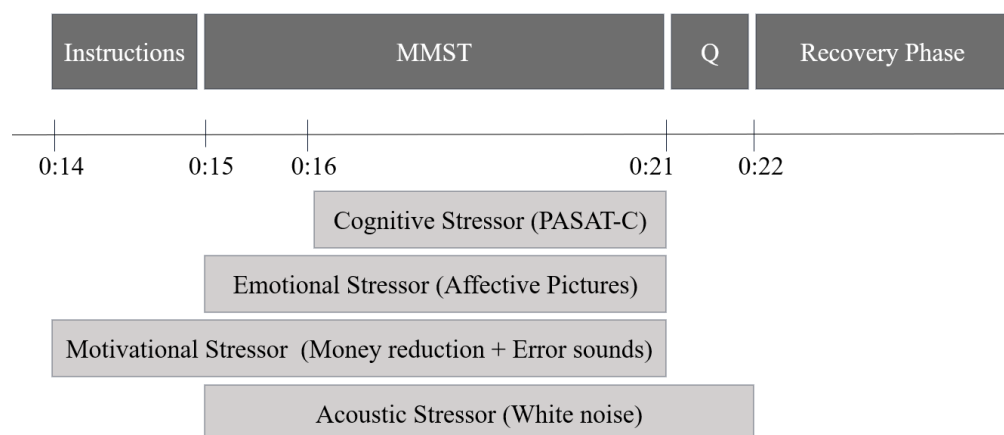 Instructions
MMST
Q
Recovery Phase
0:14
0:15
0:16
0:21
0:22
Cognitive Stressor (PASAT-C)
Emotional Stressor (Affective Pictures)
Motivational Stressor (Money reduction + Error sounds)
Acoustic Stressor (White noise)